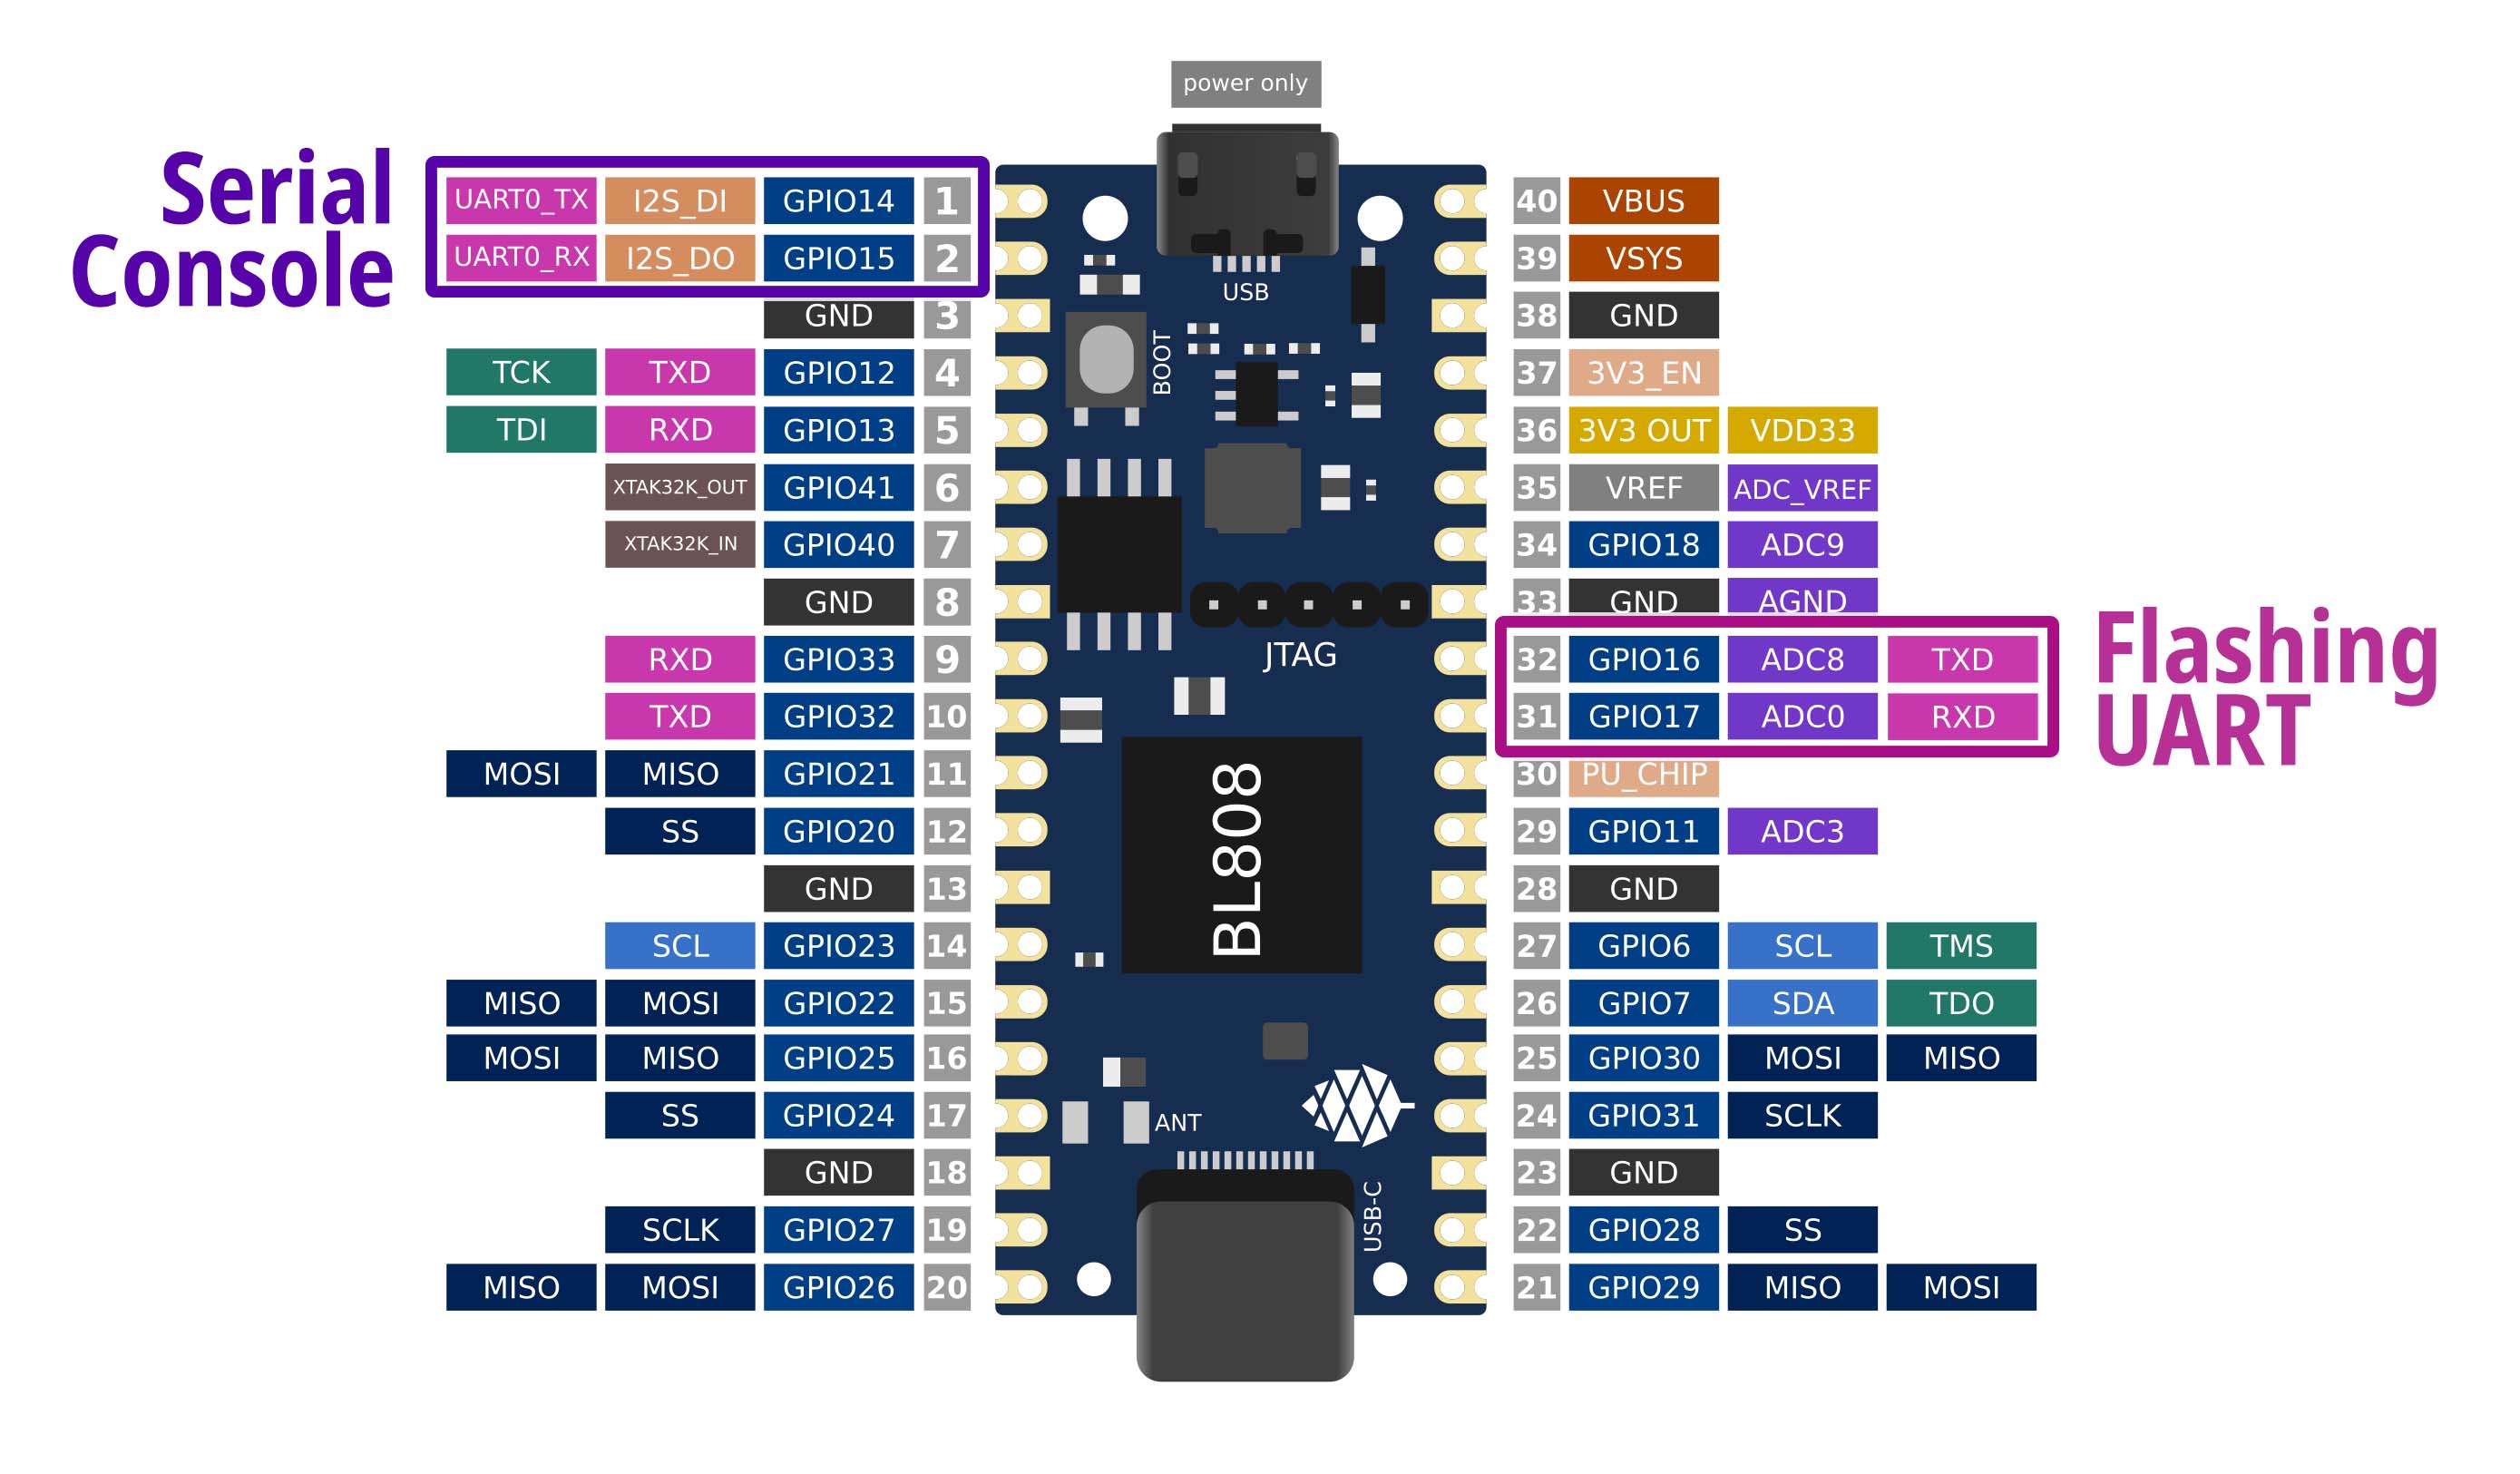 power only
Serial
Console
UART0_TX I2S_DI GPIO14 1
UART0_RX I2S_DO GPIO15 2
GND 3
TCK TXD GPIO12 4
TDI RXD GPIO13 5
XTAK32K_OUT GPIO41 6
XTAK32K_IN GPIO40 7
GND 8
RXD GPIO33 9
TXD GPIO32 10
MOSI MISO GPIO21 11
SS GPIO20 12
GND 13
SCL GPIO23 14
MISO MOSI GPIO22 15
MOSI MISO GPIO25 16
SS GPIO24 17
GND 18
SCLK GPIO27 19
MISO MOSI GPIO26 20
USB
BOOT
JTAG
BL808
ANT
USB-C
40 VBUS
39 VSYS
38 GND
37 3V3_EN
36 3V3 OUT VDD33
35 VREF ADC_VREF
34 GPIO18 ADC9
33 GND AGND
32 GPIO16 ADC8 TXD
31 GPIO17 ADC0 RXD
30 PU_CHIP
29 GPIO11 ADC3
28 GND
27 GPIO6 SCL TMS
26 GPIO7 SDA TDO
25 GPIO30 MOSI MISO
24 GPIO31 SCLK
23 GND
22 GPIO28 SS
21 GPIO29 MISO MOSI
Flashing
UART